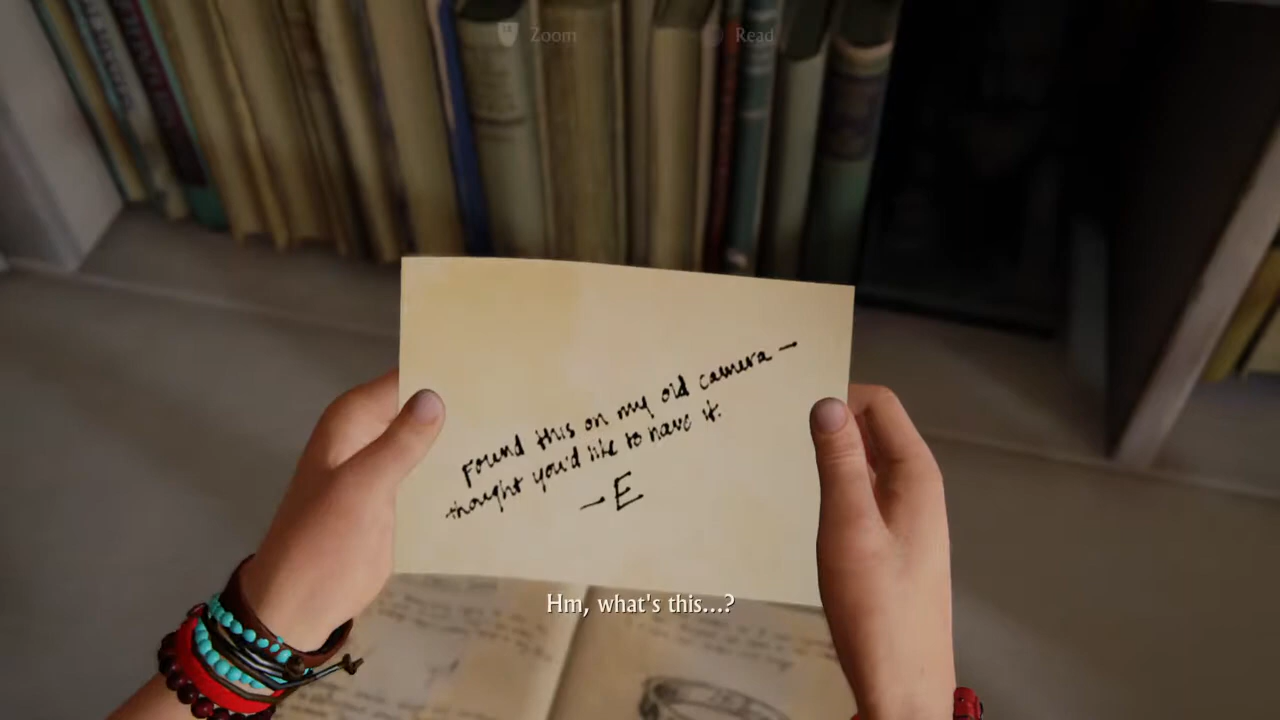 Zoom
Read
Found this on my old camera —
thought you'd like to have it.
—E
Hm, what's this...?